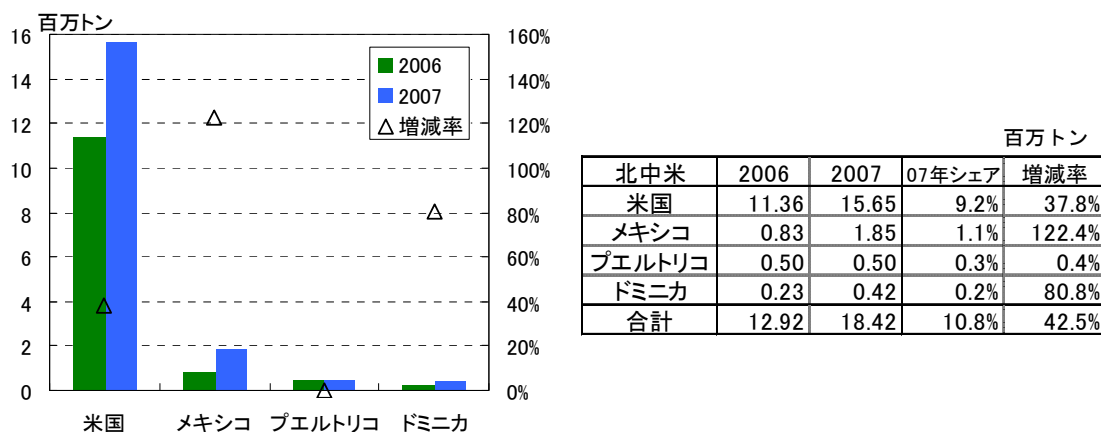 百万トン
16
14
12
10
8
6
4
2
0
160%
140%
120%
100%
80%
60%
40%
20%
0%
2006
2007
増減率
米国 メキシコ プエルトリコ ドミニカ
百万トン
北中米 2006 2007 07年シェア 増減率
米国 11.36 15.65 9.2% 37.8%
メキシコ 0.83 1.85 1.1% 122.4%
プエルトリコ 0.50 0.50 0.3% 0.4%
ドミニカ 0.23 0.42 0.2% 80.8%
合計 12.92 18.42 10.8% 42.5%